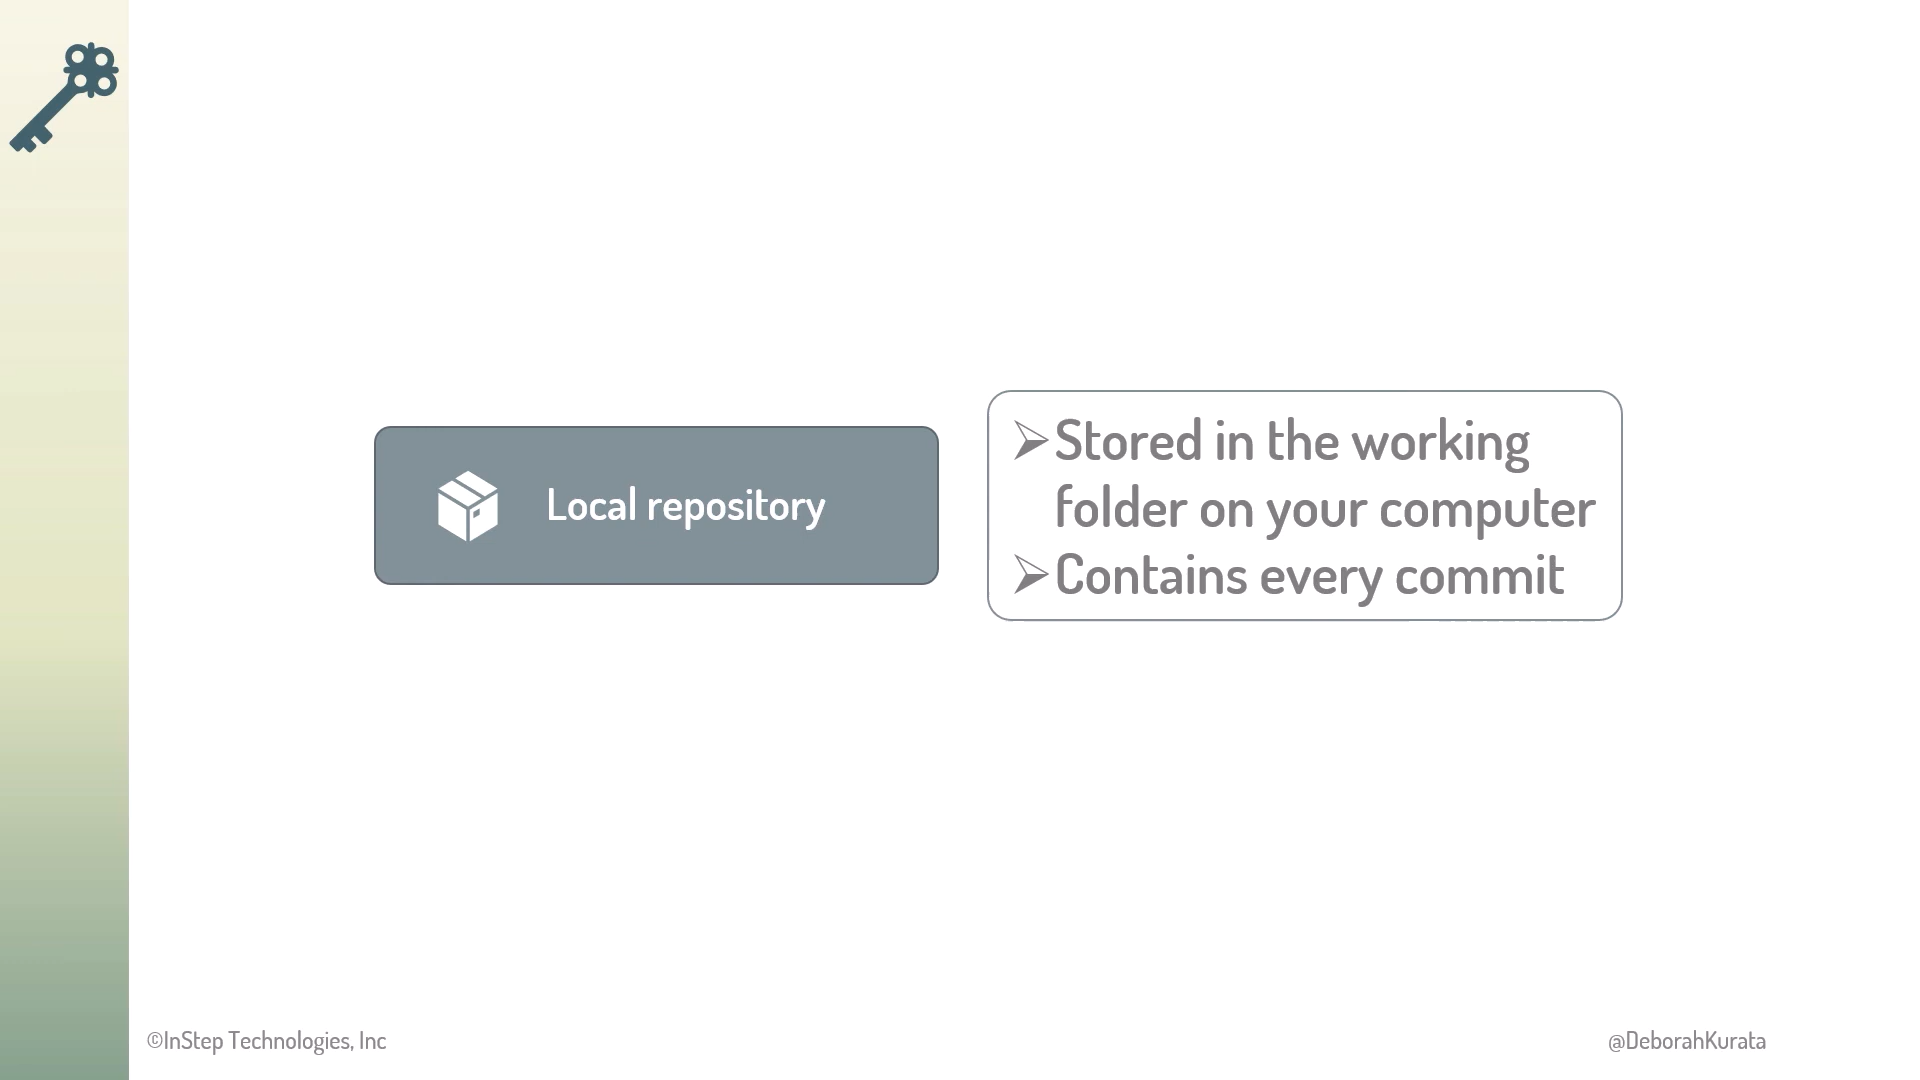 Local repository
➢Stored in the working
folder on your computer
➢Contains every commit
©InStep Technologies, Inc
@DeborahKurata